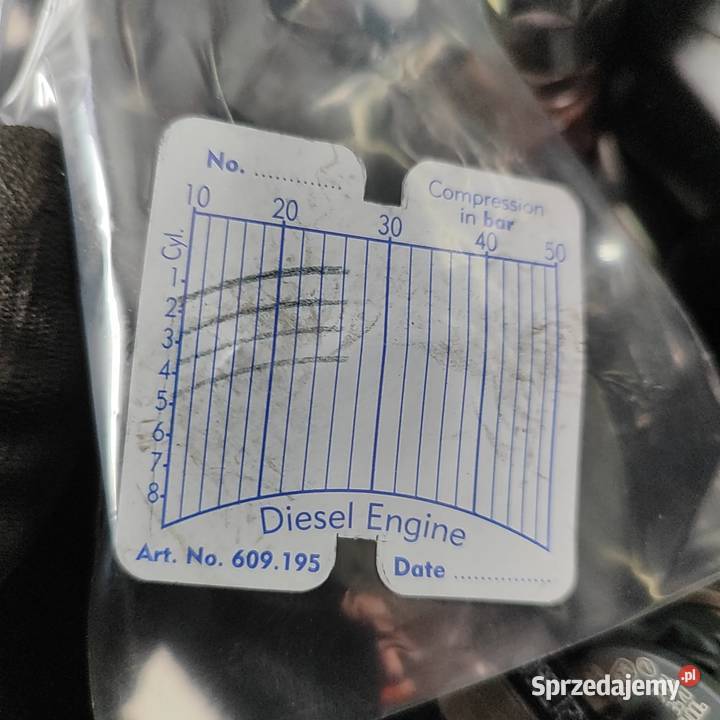 No. ..............
Compression
in bar
10 20 30 40 50
Cyl.
1
2
3
4
5
6
7
8
Diesel Engine
Art. No. 609.195
Date ...............
Sprzedajemy.pl